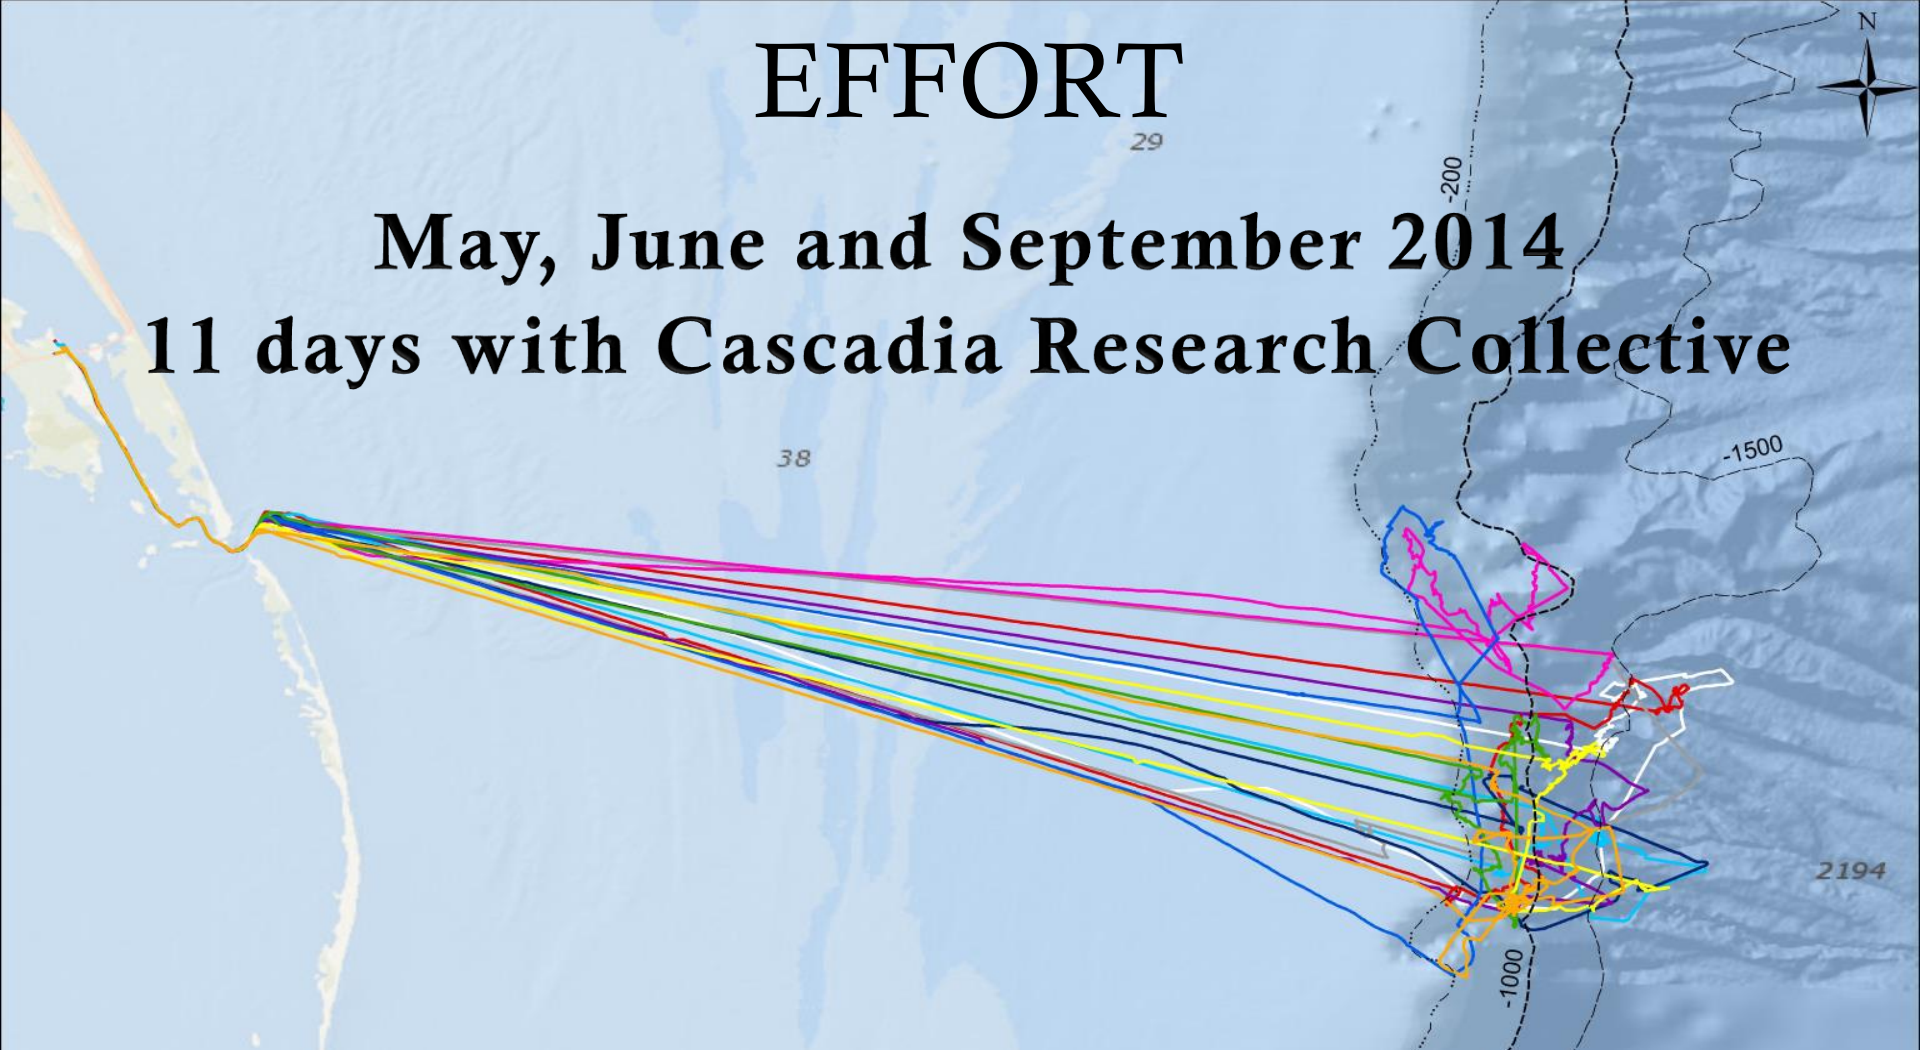 N
EFFORT
29
-200
May, June and September 2014
11 days with Cascadia Research Collective
-1500
38
2194
-1000